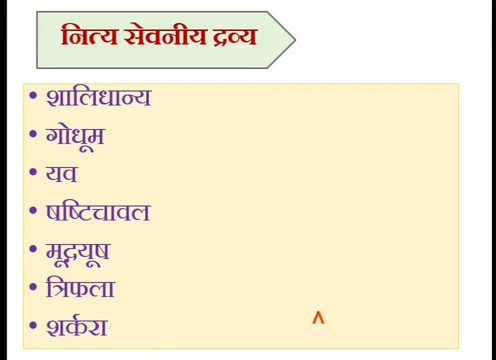 नित्य सेवनीय द्रव्य
• शालिधान्य
• गोधूम
• यव
• षष्टिचावल
• मूद्गयूष
• त्रिफला
• शर्करा
^